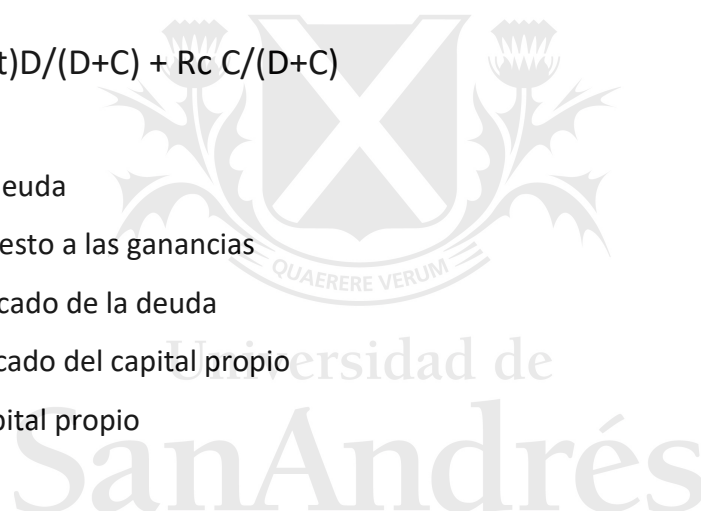 t)D/(D+C) + Rc C/(D+C)
euda
esto a las ganancias
cado de la deuda
cado del capital propio
pital propio
QUAERERE VERUM
Universidad de
SanAndrés